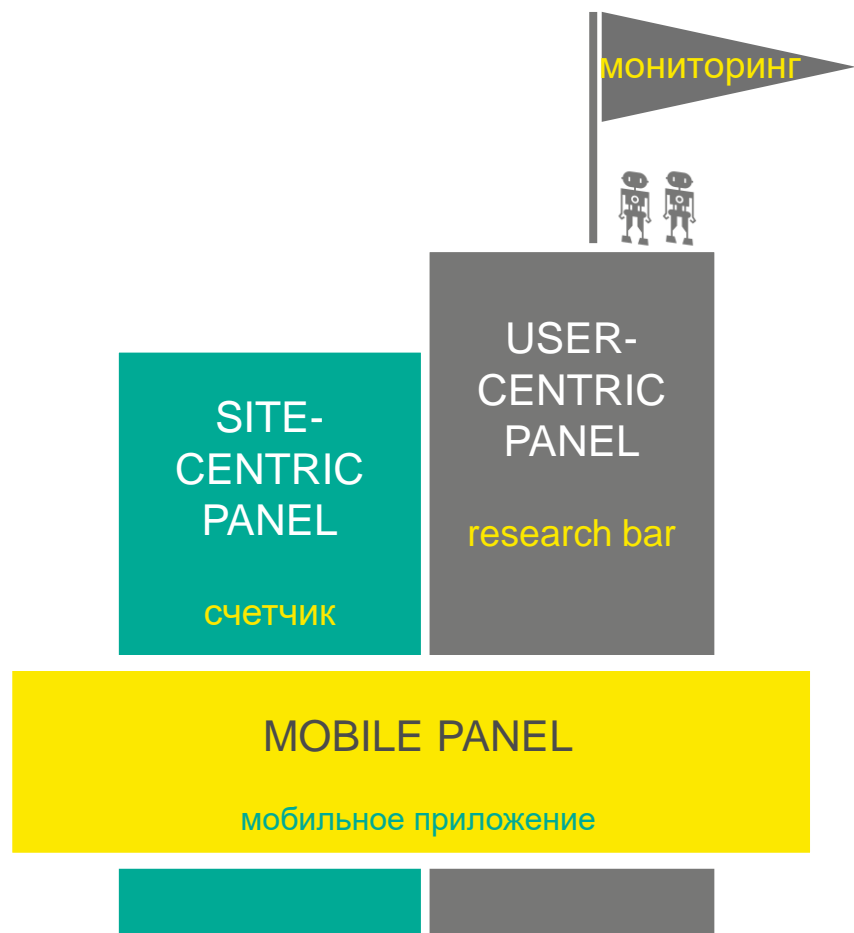 мониторинг
SITE-
CENTRIC
PANEL
счетчик
USER-
CENTRIC
PANEL
research bar
MOBILE PANEL
мобильное приложение